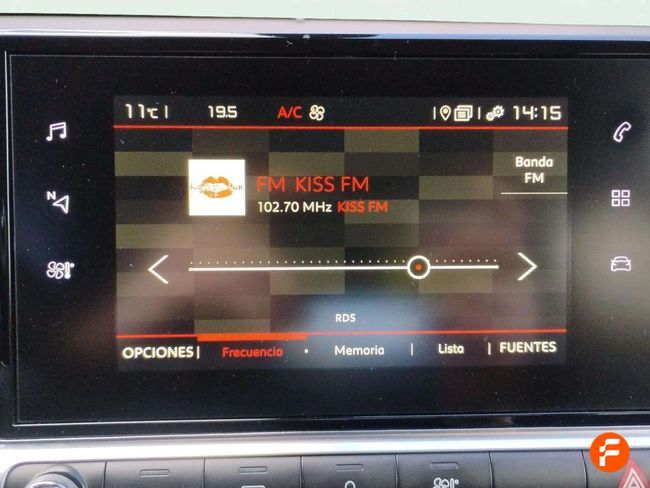 11°C | 19.5 A/C | | 14:15
Banda
FM
FM KISS FM
102.70 MHz KISS FM
N
RDS
OPCIONES | Frecuencia • Memoria | Lista | FUENTES